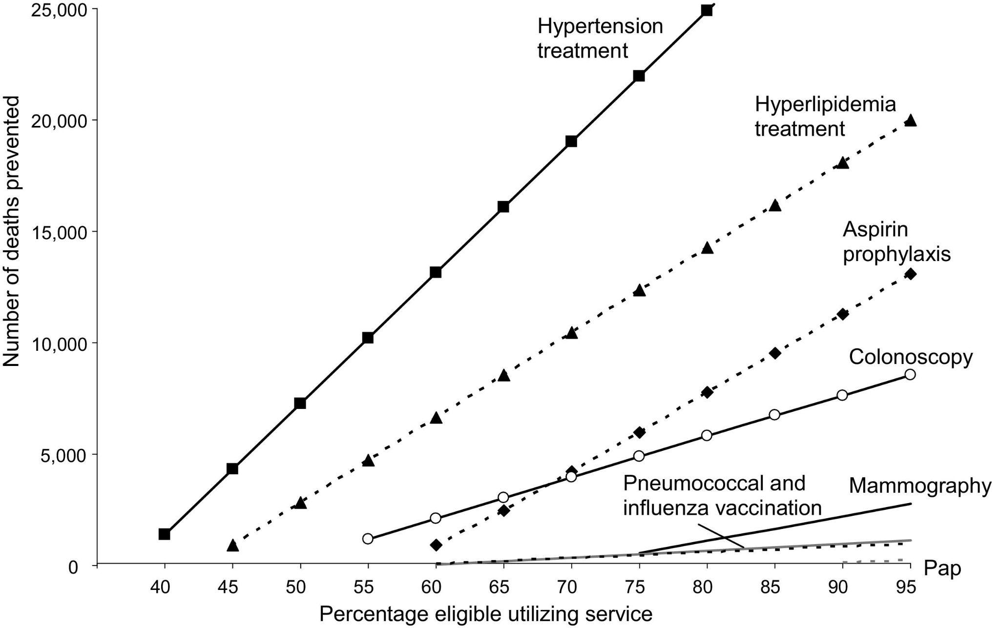 25,000
20,000
15,000
10,000
5,000
0
Number of deaths prevented
Hypertension
treatment
Hyperlipidemia
treatment
Aspirin
prophylaxis
Colonoscopy
Pneumococcal and
influenza vaccination
Mammography
Pap
40 45 50 55 60 65 70 75 80 85 90 95
Percentage eligible utilizing service